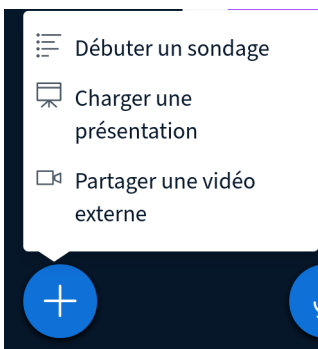 Débuter un sondage
Charger une
présentation
Partager une vidéo
externe